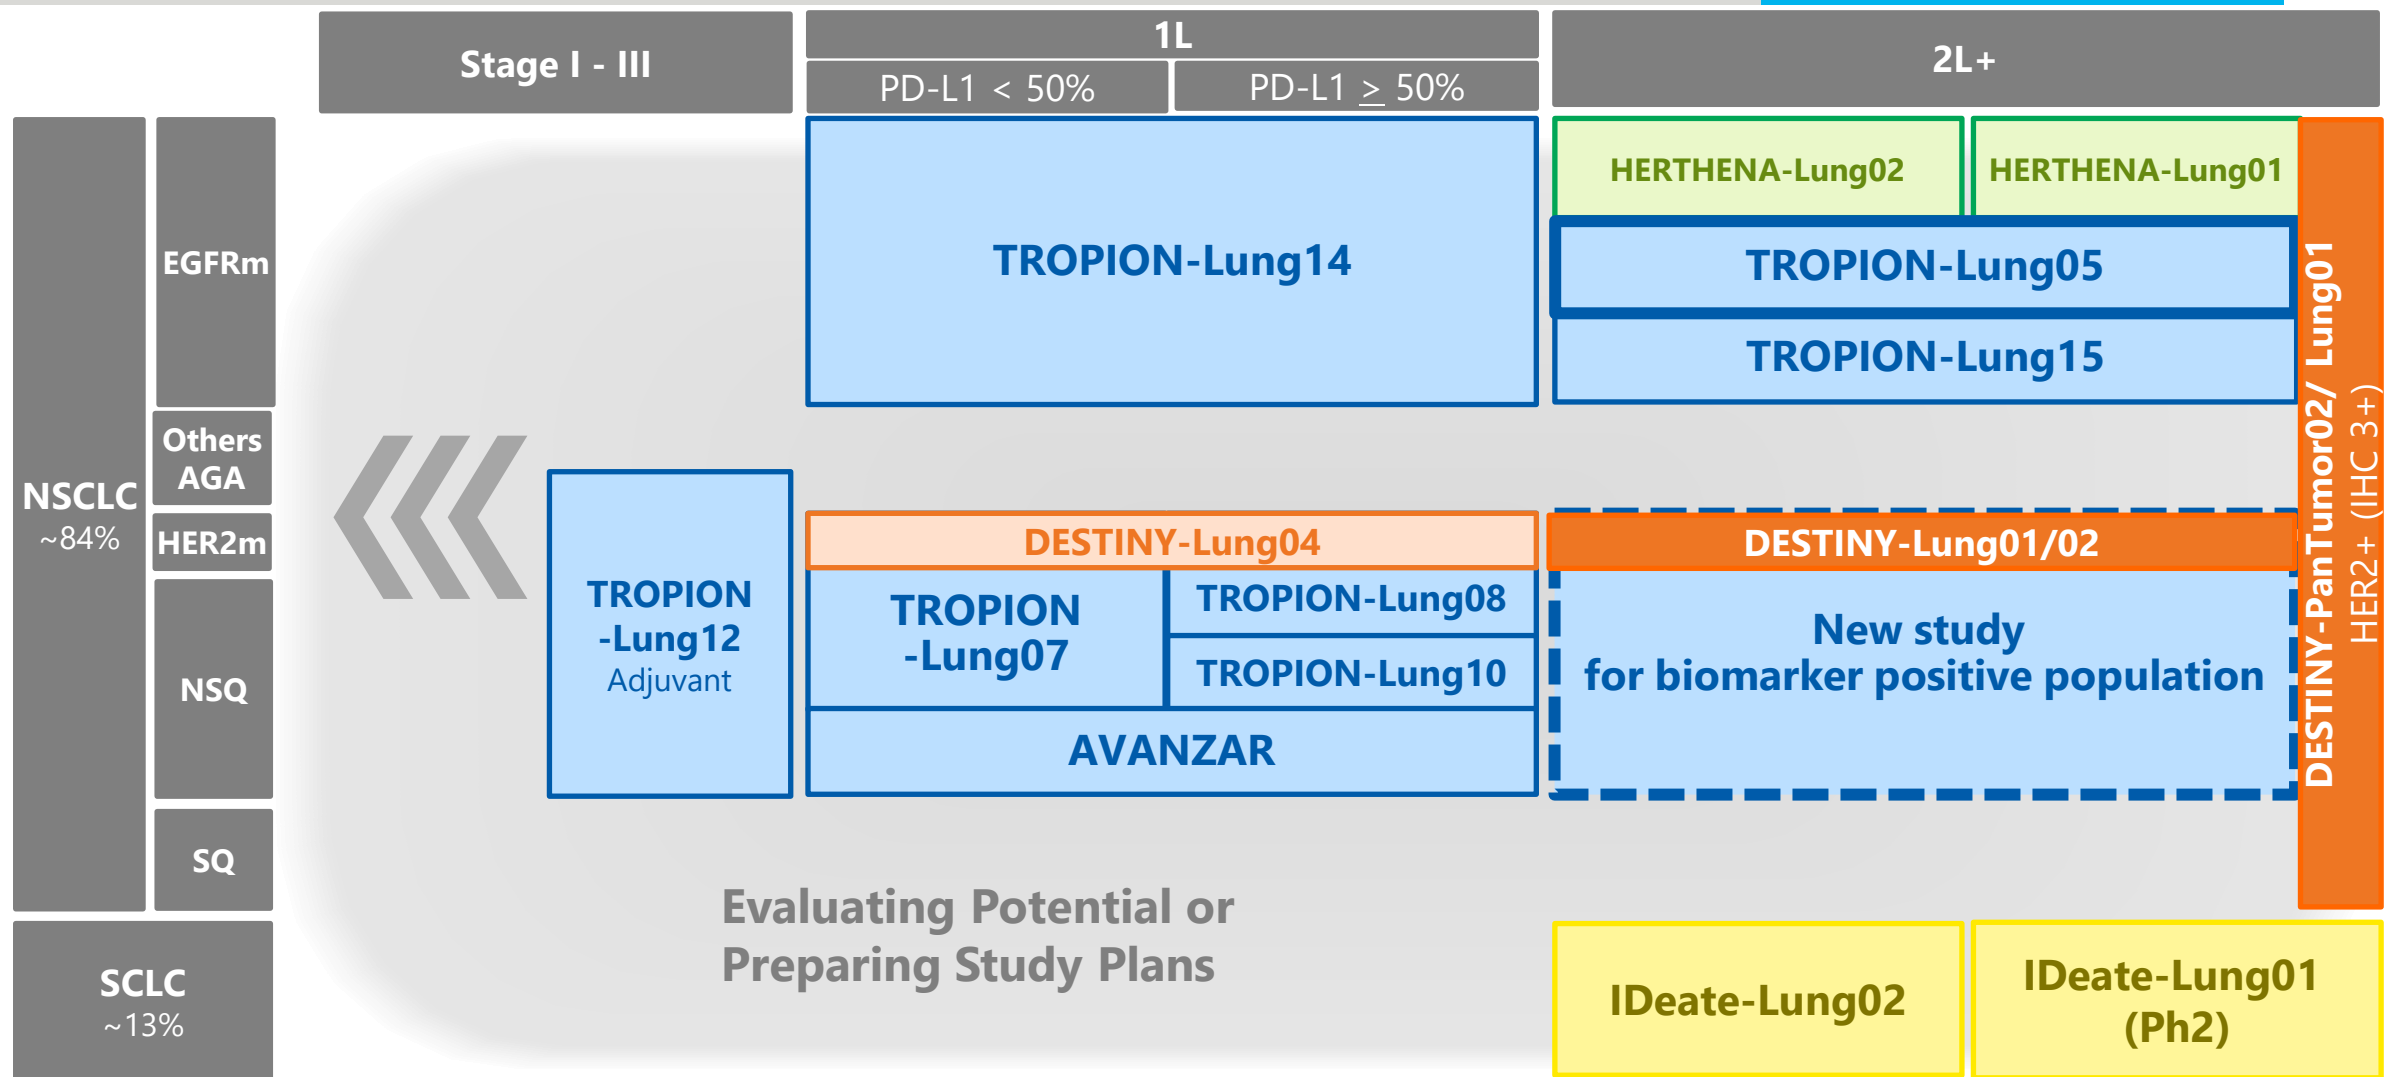 Stage I - III
1L
PD-L1 < 50%
PD-L1 ≥ 50%
2L+
NSCLC
~84%
EGFRm
Others
AGA
HER2m
NSQ
SQ
SCLC
~13%
TROPION-Lung14
HERTHENA-Lung02
HERTHENA-Lung01
TROPION-Lung05
TROPION-Lung15
DESTINY-PanTumor02/ Lung01
HER2+ (IHC 3+)
TROPION
-Lung12
Adjuvant
DESTINY-Lung04
DESTINY-Lung01/02
TROPION
-Lung07
TROPION-Lung08
TROPION-Lung10
AVANZAR
New study
for biomarker positive population
Evaluating Potential or
Preparing Study Plans
IDeate-Lung02
IDeate-Lung01
(Ph2)